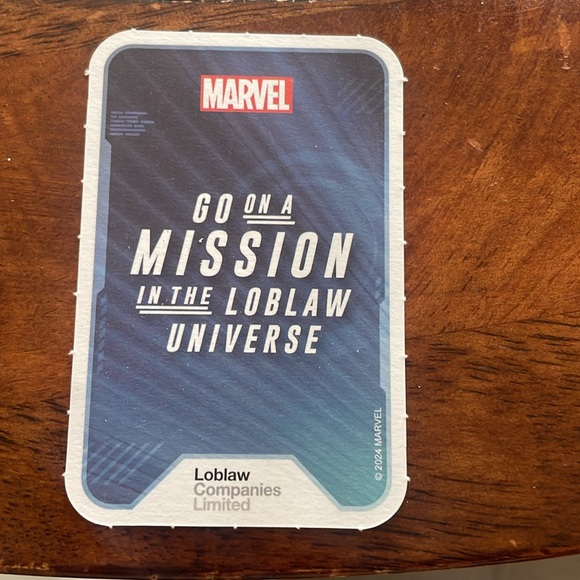 MARVEL
GO ON A
MISSION
IN THE LOBLAW
UNIVERSE
© 2024 MARVEL
Loblaw
Companies
Limited